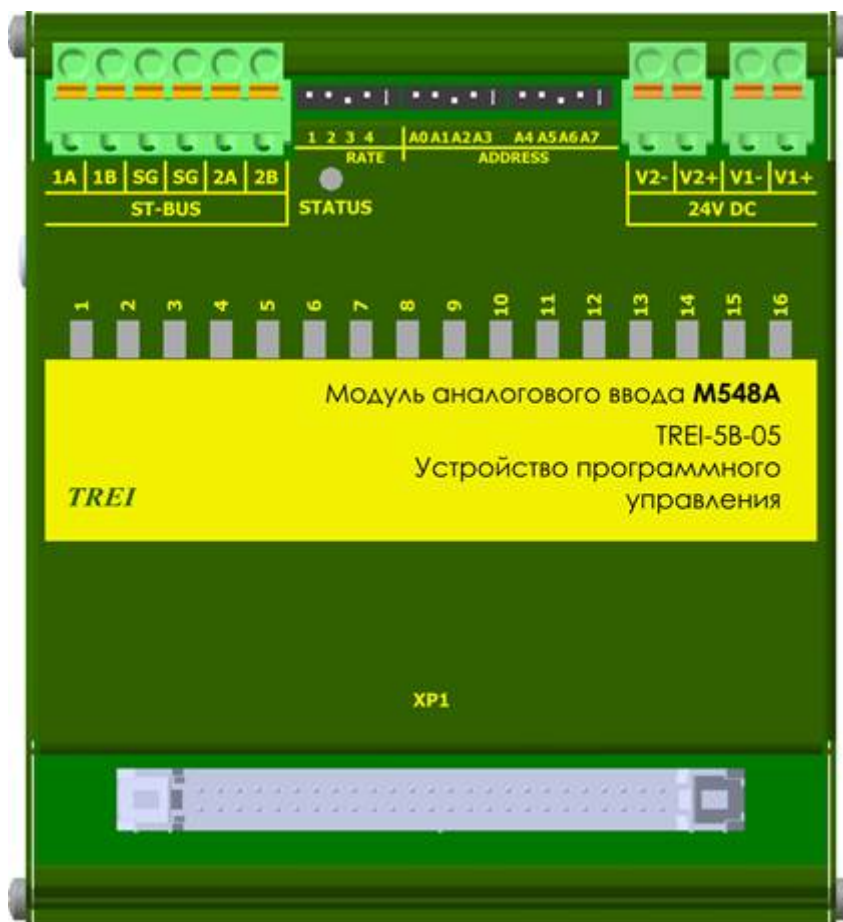 1 2 3 4 A0 A1 A2 A3 A4 A5 A6 A7
RATE ADDRESS
1A 1B SG SG 2A 2B
ST-BUS
STATUS
V2- V2+ V1- V1+
24V DC
1 2 3 4 5 6 7 8 9 10 11 12 13 14 15 16
Модуль аналогового ввода M548A
TREI-5B-05
Устройство программного
управления
TREI
XP1